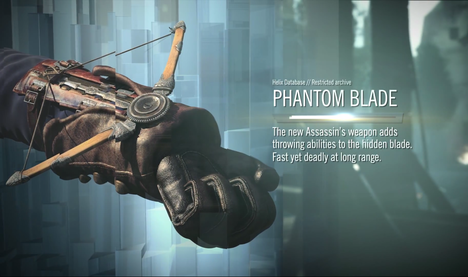 Helix Database // Restricted archive
PHANTOM BLADE
The new Assassin's weapon adds
throwing abilities to the hidden blade.
Fast yet deadly at long range.